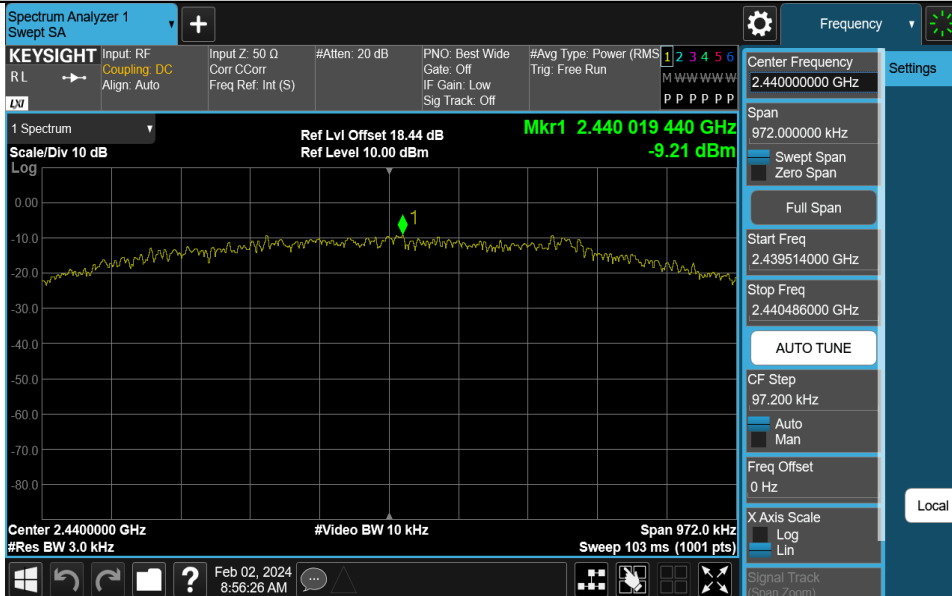 Spectrum Analyzer 1
Swept SA
Frequency
KEYSIGHT
R L
LXI
Input: RF
Coupling: DC
Align: Auto
Input Z: 50 Ω
Corr CCorr
Freq Ref: Int (S)
#Atten: 20 dB
PNO: Best Wide
Gate: Off
IF Gain: Low
Sig Track: Off
#Avg Type: Power (RMS
Trig: Free Run
1 2 3 4 5 6
M W W W W W
P P P P P P
Center Frequency
2.440000000 GHz
Settings
Span
972.000000 kHz
Swept Span
Zero Span
Full Span
Start Freq
2.439514000 GHz
Stop Freq
2.440486000 GHz
AUTO TUNE
CF Step
97.200 kHz
Auto
Man
Freq Offset
0 Hz
X Axis Scale
Log
Lin
Signal Track
(Span Zoom)
Local
1 Spectrum
Scale/Div 10 dB
Log
Ref Lvl Offset 18.44 dB
Ref Level 10.00 dBm
Mkr1 2.440 019 440 GHz
-9.21 dBm
1
0.00
-10.0
-20.0
-30.0
-40.0
-50.0
-60.0
-70.0
-80.0
Center 2.4400000 GHz
#Res BW 3.0 kHz
#Video BW 10 kHz
Span 972.0 kHz
Sweep 103 ms (1001 pts)
?
Feb 02, 2024
8:56:26 AM